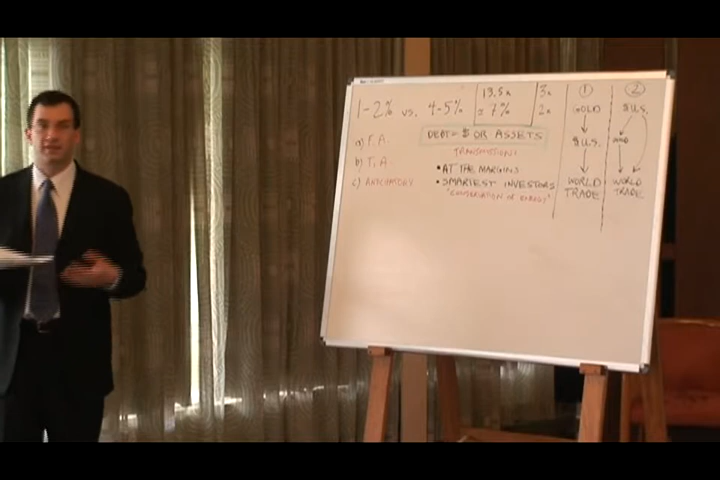 1-2% vs. 4-5%
13.5x
= 7%
3x
2x
DEBT = $ OR ASSETS
TRANSMISSION:
a) F.A.
b) T.A.
c) ANTICIPATORY
• AT THE MARGINS
• SMARTEST INVESTORS
"CONSERVATION OF ENERGY"
①
GOLD
$ U.S.
WORLD
TRADE
②
$ U.S.
GOLD
WORLD
TRADE